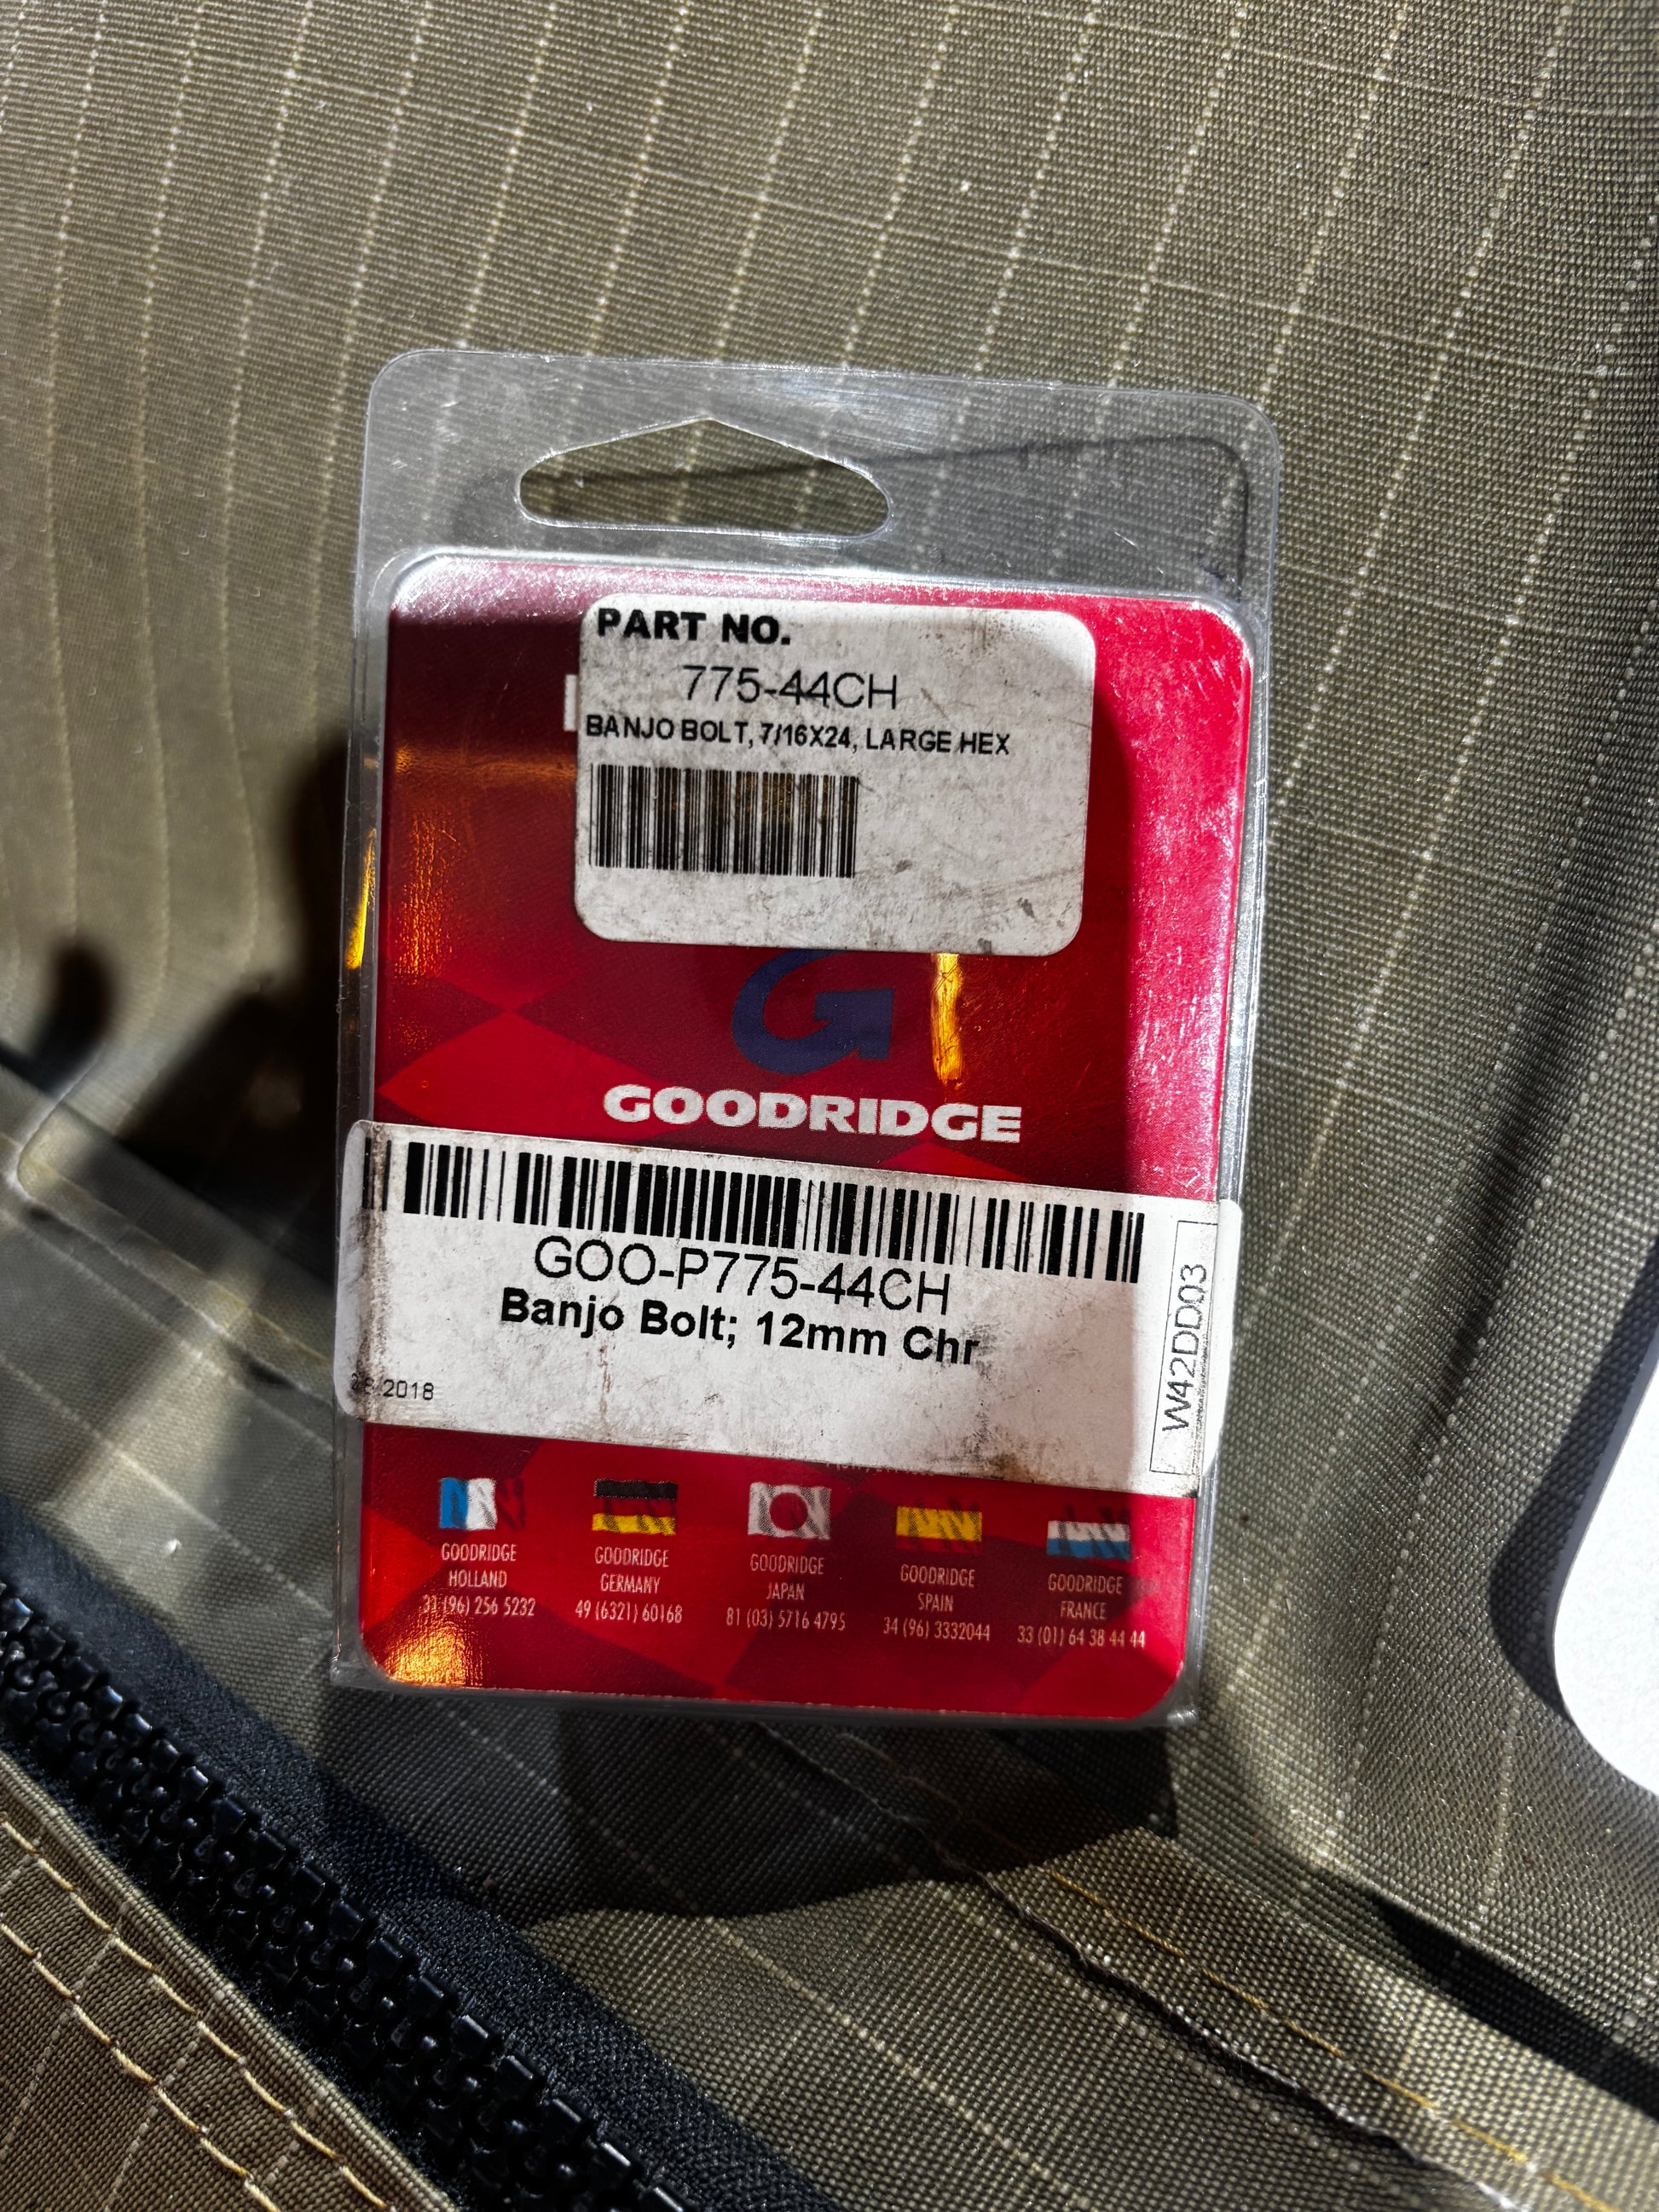 PART NO.
775-44CH
BANJO BOLT, 7/16X24, LARGE HEX
GOODRIDGE
GOO-P775-44CH
Banjo Bolt; 12mm Chr
2018
W42DD03
GOODRIDGE
HOLLAND
31 (96) 256 5232
GOODRIDGE
GERMANY
49 (6321) 60168
GOODRIDGE
JAPAN
81 (03) 5716 4795
GOODRIDGE
SPAIN
34 (96) 3332044
GOODRIDGE
FRANCE
33 (01) 64 38 44 44